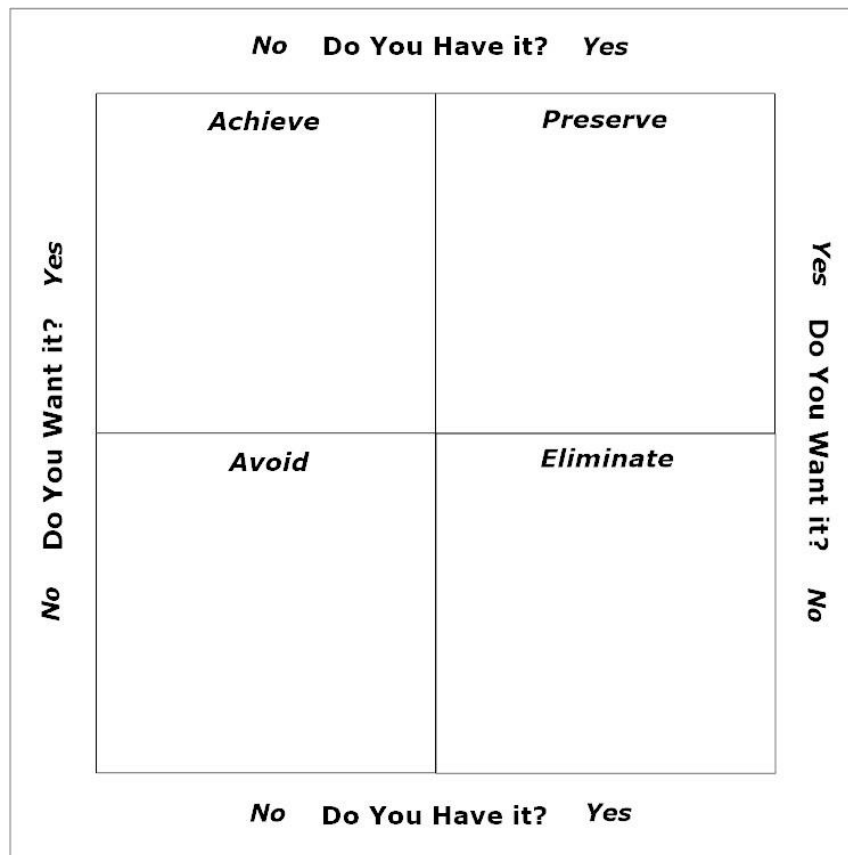 No Do You Have it? Yes
Achieve Preserve
Yes
Do You Want it?
No
Yes
Do You Want it?
No
Avoid Eliminate
No Do You Have it? Yes